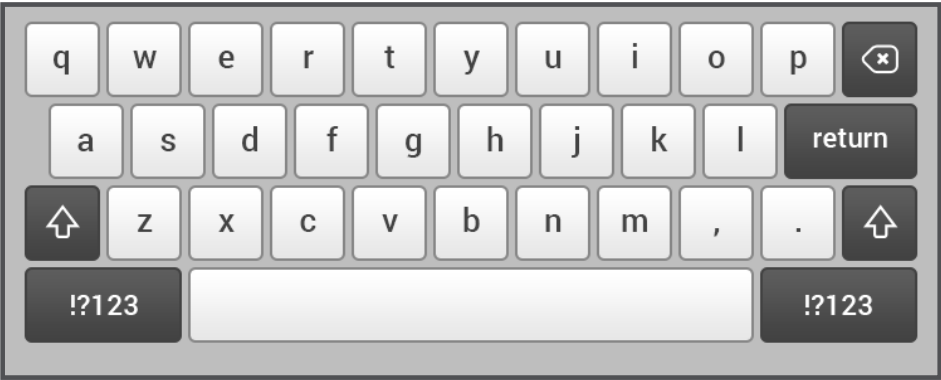 q w e r t y u i o p
a s d f g h j k l return
z x c v b n m , .
!?123 !?123